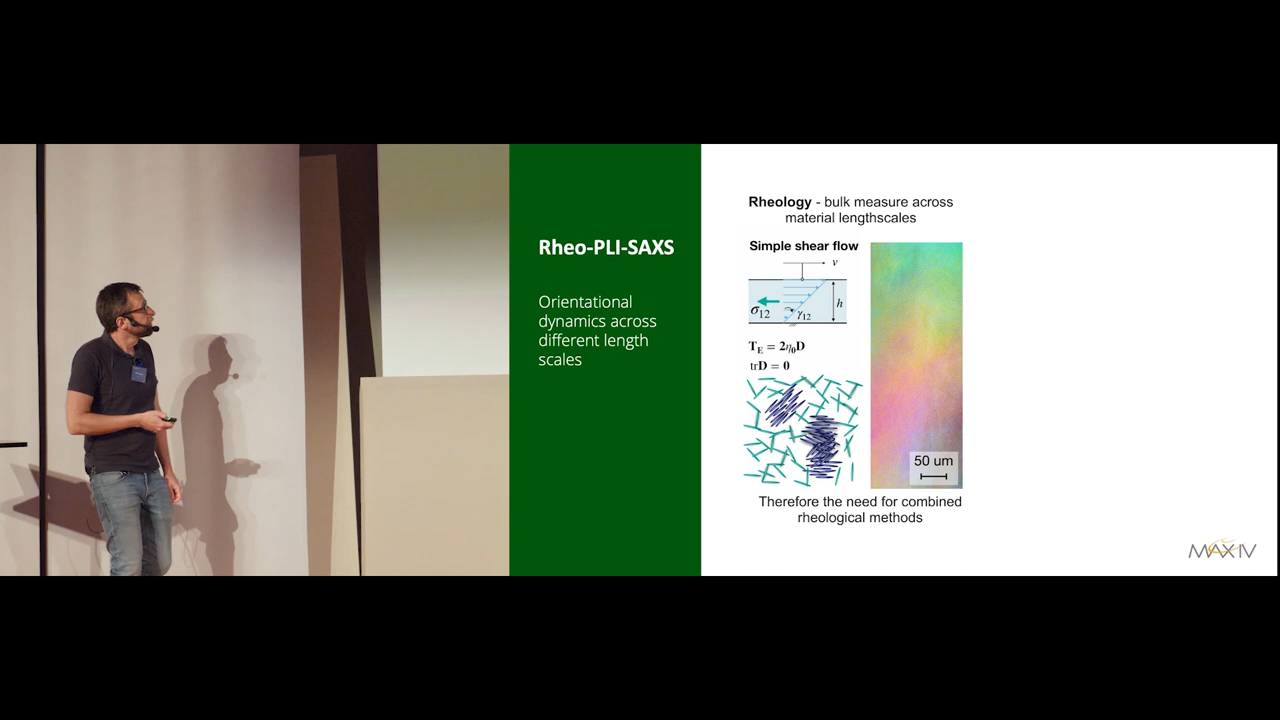 Rheo-PLI-SAXS
Orientational
dynamics across
different length
scales
Rheology - bulk measure across
material lengthscales
Simple shear flow
v
h
σ12
γ12
T_E = 2η₀D
trD = 0
50 um
Therefore the need for combined
rheological methods
MAX IV